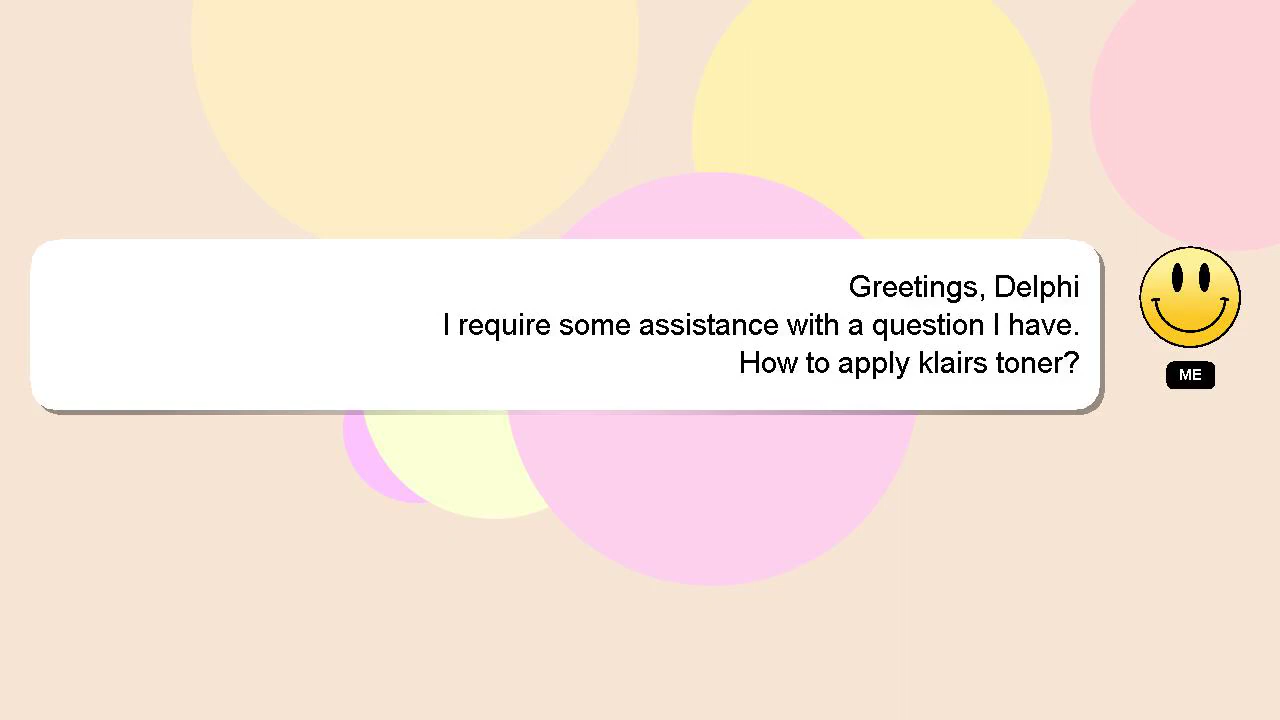 Greetings, Delphi
I require some assistance with a question I have.
How to apply klairs toner?
ME